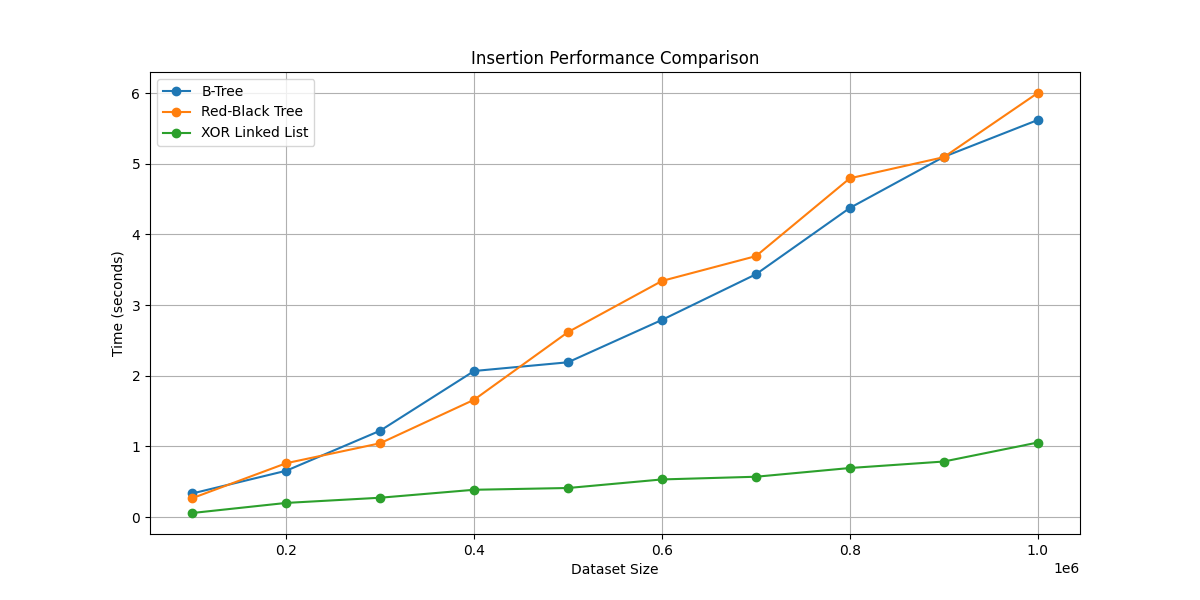 Insertion Performance Comparison
B-Tree
Red-Black Tree
XOR Linked List
6
5
4
3
2
1
0
Time (seconds)
0.2 0.4 0.6 0.8 1.0
Dataset Size
1e6